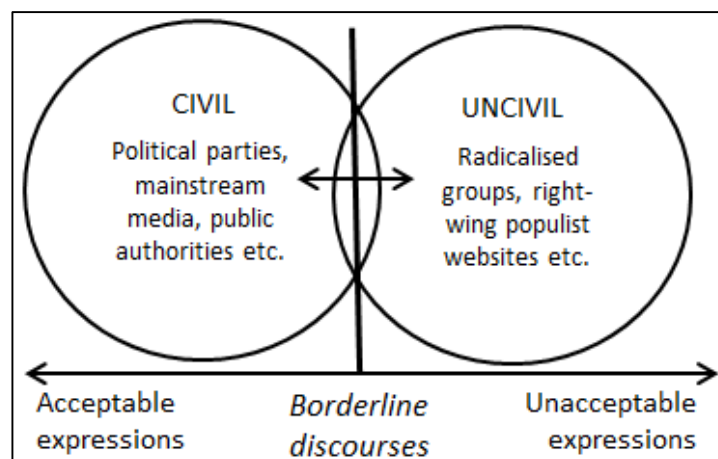 CIVIL
Political parties,
mainstream
media, public
authorities etc.
UNCIVIL
Radicalised
groups, right-
wing populist
websites etc.
Acceptable
expressions
Borderline
discourses
Unacceptable
expressions